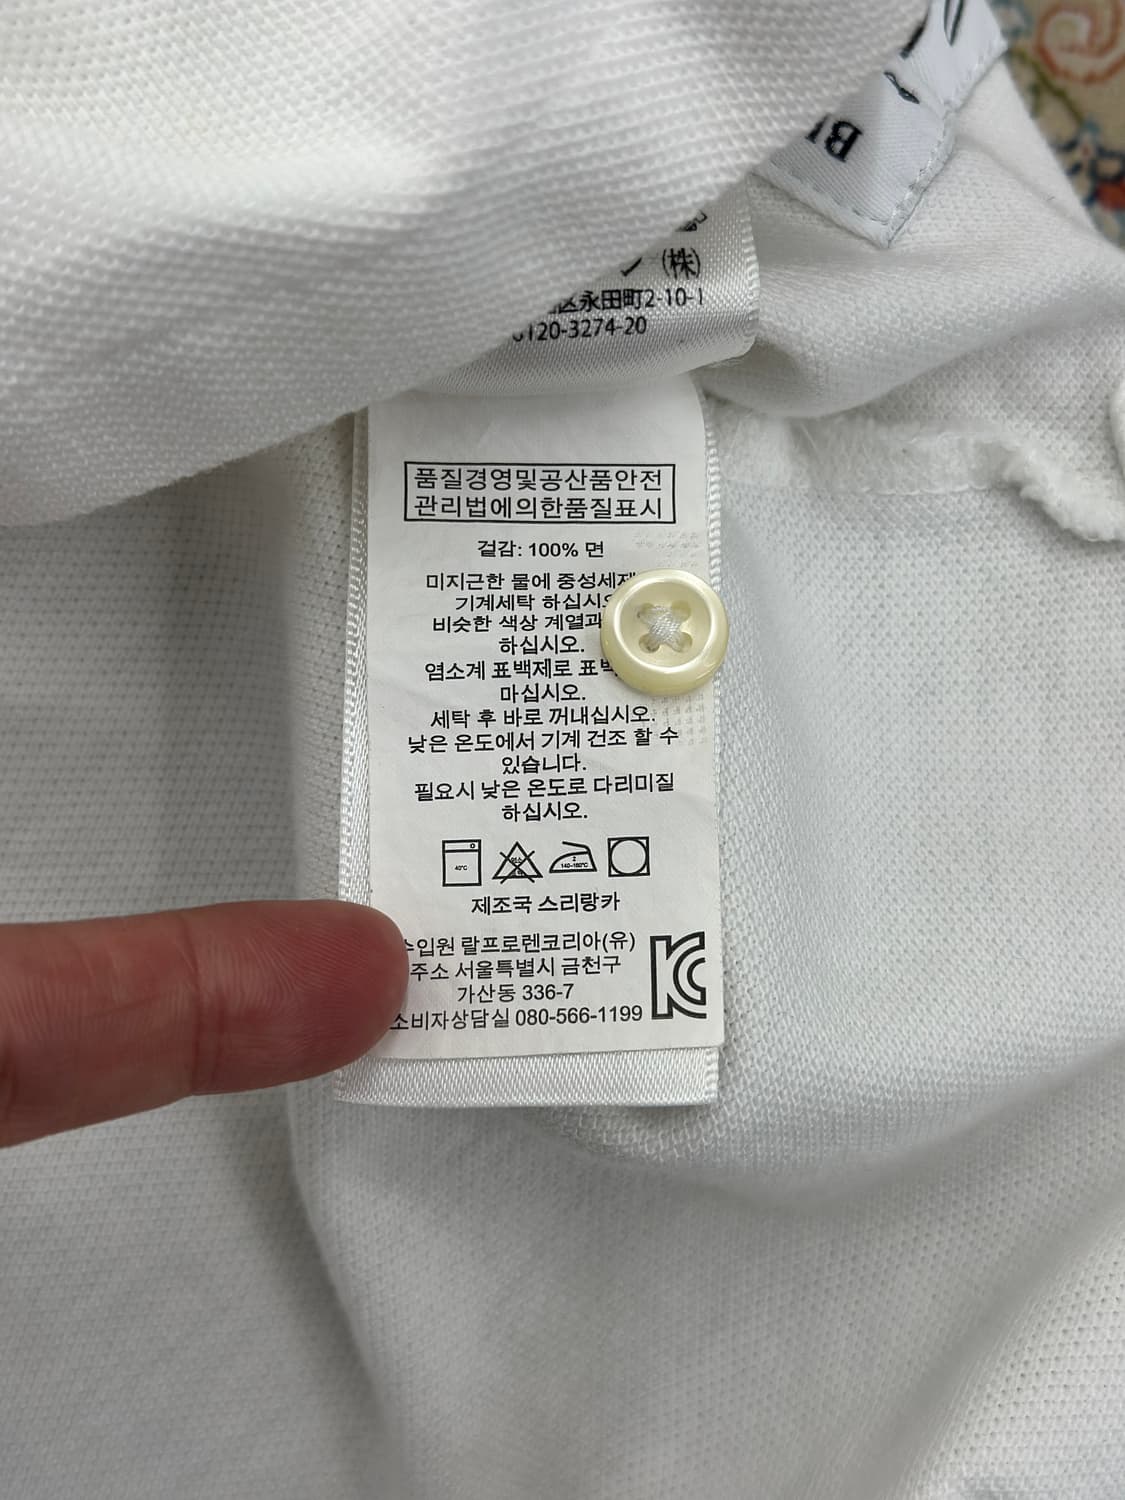 (株)
区永田町2-10-1
0120-3274-20
품질경영및공산품안전
관리법에의한품질표시
겉감: 100% 면
미지근한 물에 중성세제
기계세탁 하십시오
비슷한 색상 계열과
하십시오.
염소계 표백제로 표백
마십시오.
세탁 후 바로 꺼내십시오.
낮은 온도에서 기계 건조 할 수
있습니다.
필요시 낮은 온도로 다리미질
하십시오.
40℃
염소
2
140-160℃
제조국 스리랑카
수입원 랄프로렌코리아(유)
주소 서울특별시 금천구
가산동 336-7
소비자상담실 080-566-1199
KC